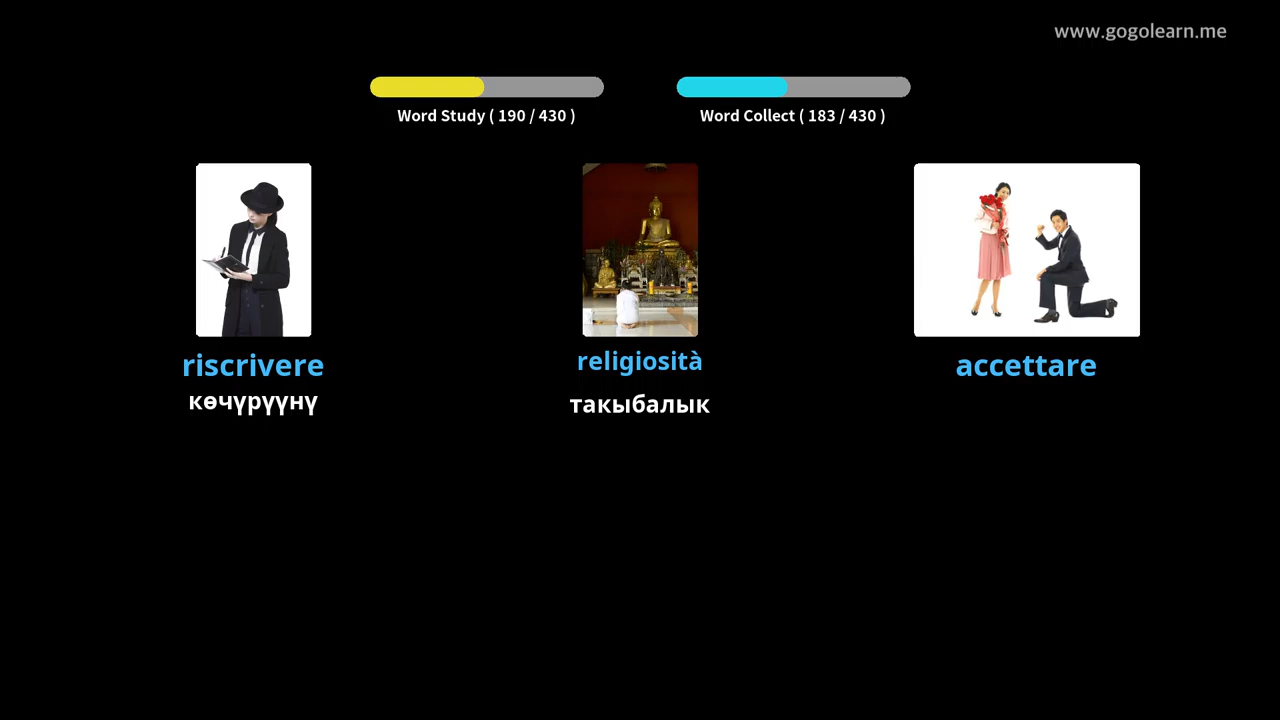 www.gogolearn.me
Word Study ( 190 / 430 )
Word Collect ( 183 / 430 )
riscrivere
religiosità
accettare
көчүрүүнү
такыбалык